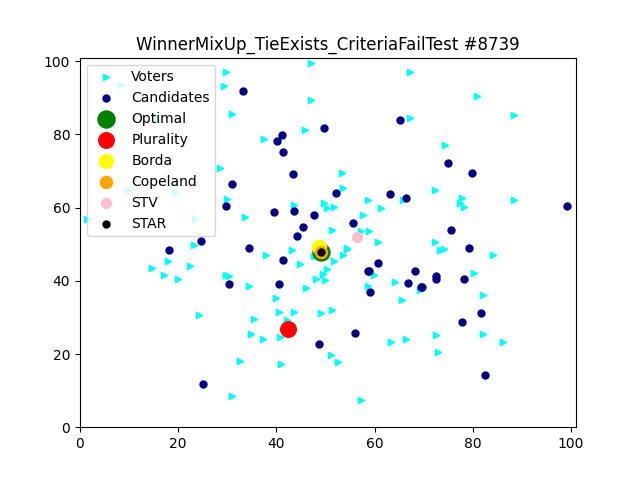 WinnerMixUp_TieExists_CriteriaFailTest #8739
100
80
60
40
20
0
0
20
40
60
80
100
Voters
Candidates
Optimal
Plurality
Borda
Copeland
STV
STAR